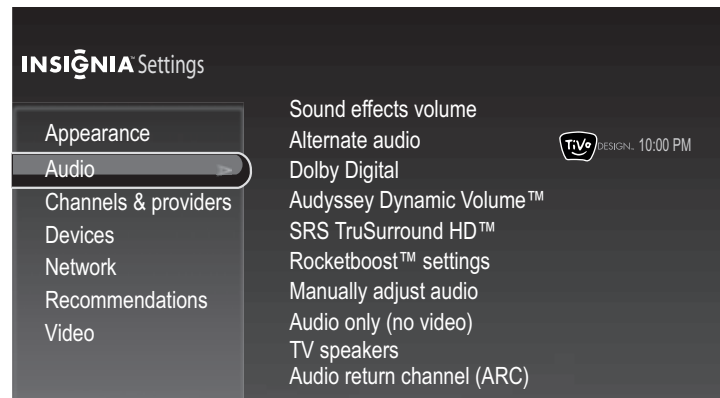 INSIGNIA™ Settings
Appearance
Audio
Channels & providers
Devices
Network
Recommendations
Video
Sound effects volume
Alternate audio
Dolby Digital
Audyssey Dynamic Volume™
SRS TruSurround HD™
Rocketboost™ settings
Manually adjust audio
Audio only (no video)
TV speakers
Audio return channel (ARC)
TiVo DESIGN™ 10:00 PM